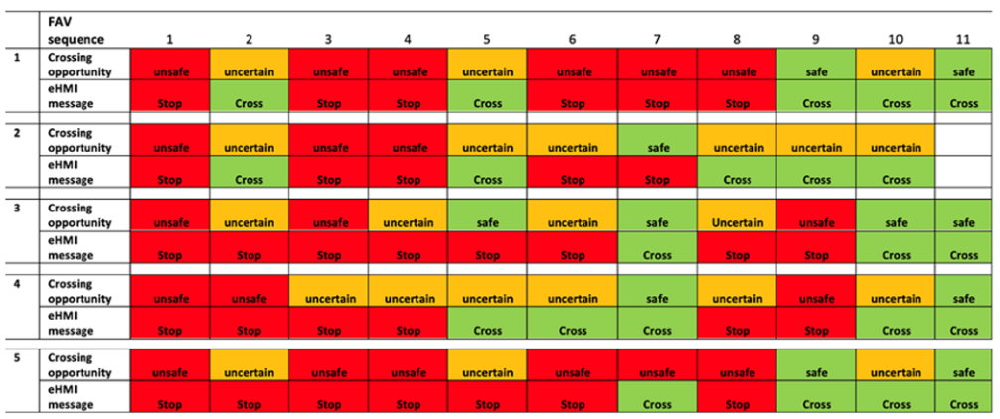 FAV
sequence 1 2 3 4 5 6 7 8 9 10 11
1 Crossing
opportunity unsafe uncertain unsafe unsafe uncertain unsafe unsafe unsafe safe uncertain safe
eHMI
message Stop Cross Stop Stop Cross Stop Stop Stop Cross Cross Cross
2 Crossing
opportunity unsafe uncertain unsafe unsafe uncertain uncertain safe uncertain uncertain uncertain
eHMI
message Stop Cross Stop Stop Cross Stop Stop Cross Cross Cross
3 Crossing
opportunity unsafe uncertain unsafe uncertain safe uncertain safe Uncertain unsafe safe safe
eHMI
message Stop Stop Stop Stop Stop Stop Cross Stop Stop Cross Cross
4 Crossing
opportunity unsafe unsafe uncertain uncertain uncertain uncertain safe uncertain unsafe uncertain safe
eHMI
message Stop Stop Stop Stop Cross Cross Cross Stop Stop Cross Cross
5 Crossing
opportunity unsafe uncertain unsafe unsafe uncertain unsafe unsafe unsafe safe uncertain safe
eHMI
message Stop Stop Stop Stop Stop Stop Cross Stop Cross Cross Cross